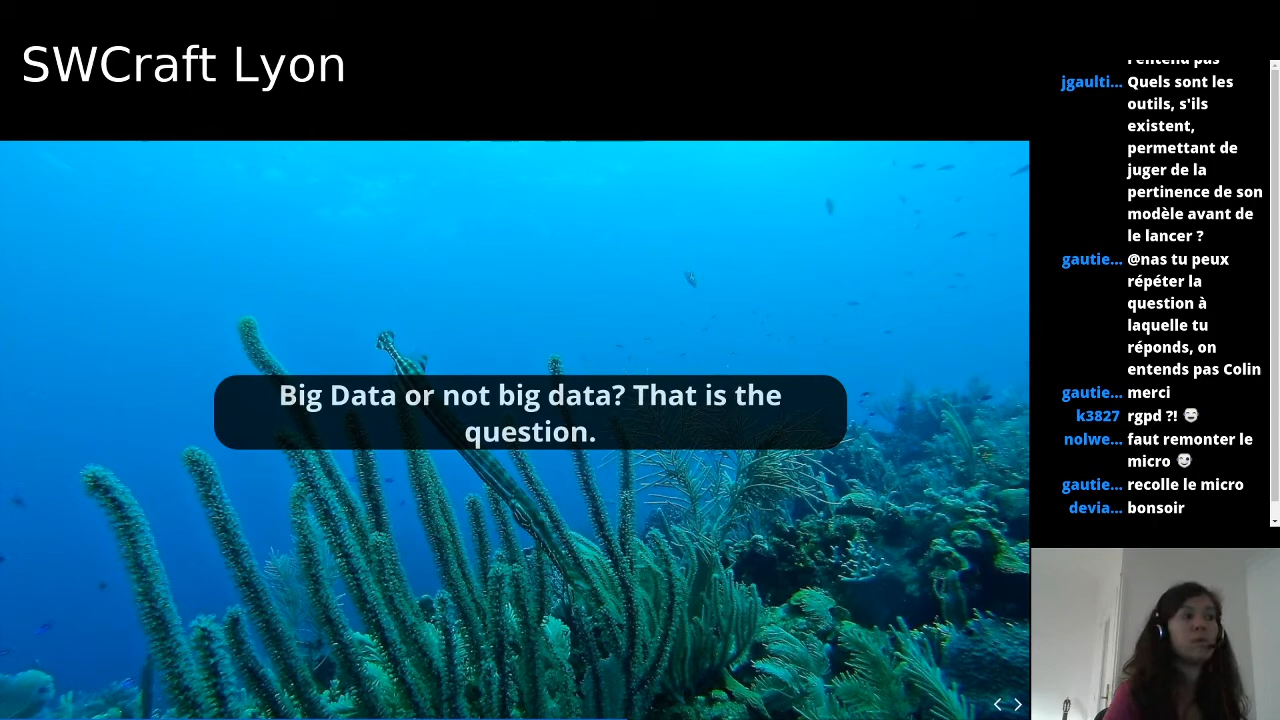 SWCraft Lyon
Big Data or not big data? That is the
question.
l'entend pas
jgaulti... Quels sont les
outils, s'ils
existent,
permettant de
juger de la
pertinence de son
modèle avant de
le lancer ?
gautie... @nas tu peux
répéter la
question à
laquelle tu
réponds, on
entends pas Colin
gautie... merci
k3827 rgpd ?!
nolwe... faut remonter le
micro
gautie... recolle le micro
devia... bonsoir